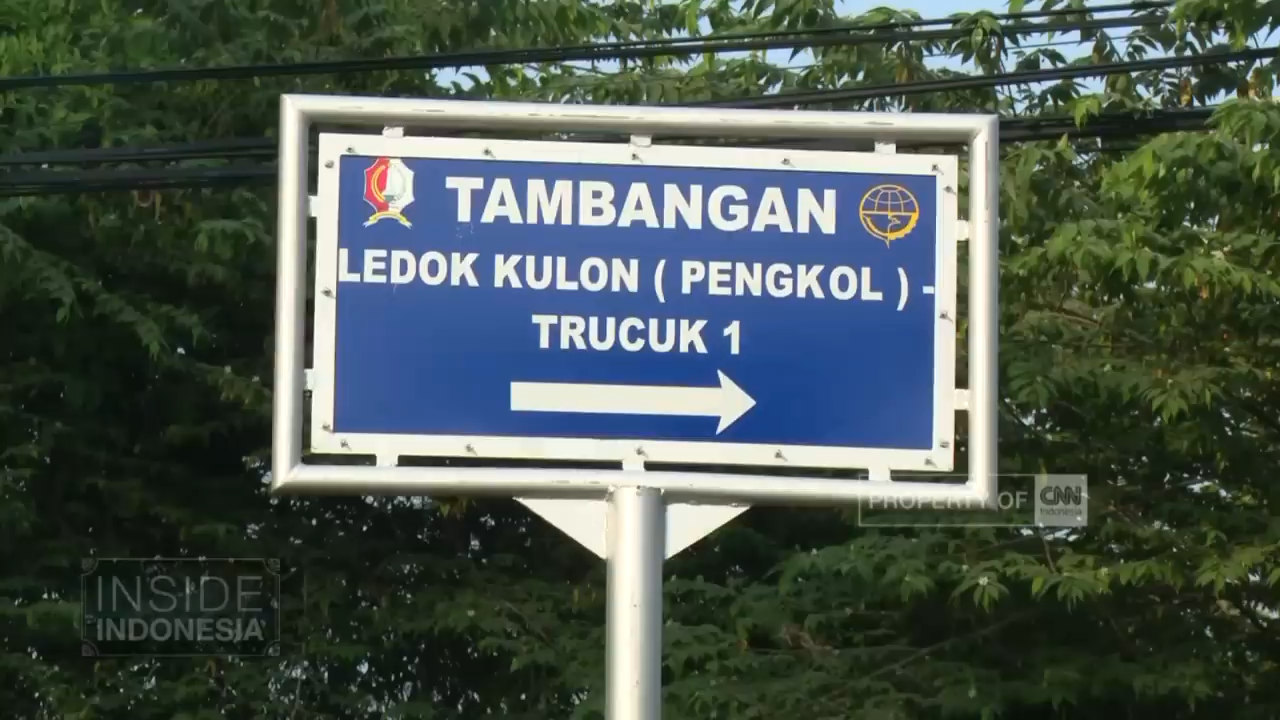 TAMBANGAN
LEDOK KULON ( PENGKOL ) -
TRUCUK 1
PROPERTY OF CNN Indonesia
INSIDE
INDONESIA